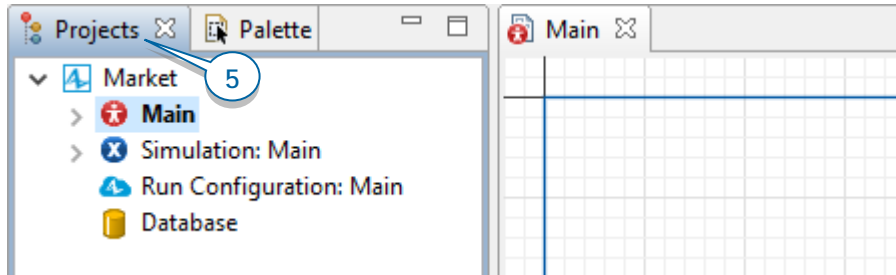 Projects Palette Main
Market
5
Main
Simulation: Main
Run Configuration: Main
Database